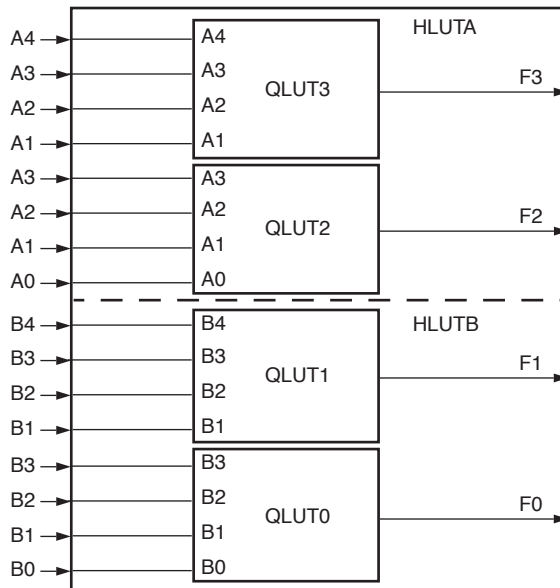 HLUTA
A4 A4
A3 A3
QLUT3 F3
A2 A2
A1 A1
A3 A3
A2 A2
QLUT2 F2
A1 A1
A0 A0
B4 B4 HLUTB
B3 B3
QLUT1 F1
B2 B2
B1 B1
B3 B3
B2 B2
QLUT0 F0
B1 B1
B0 B0